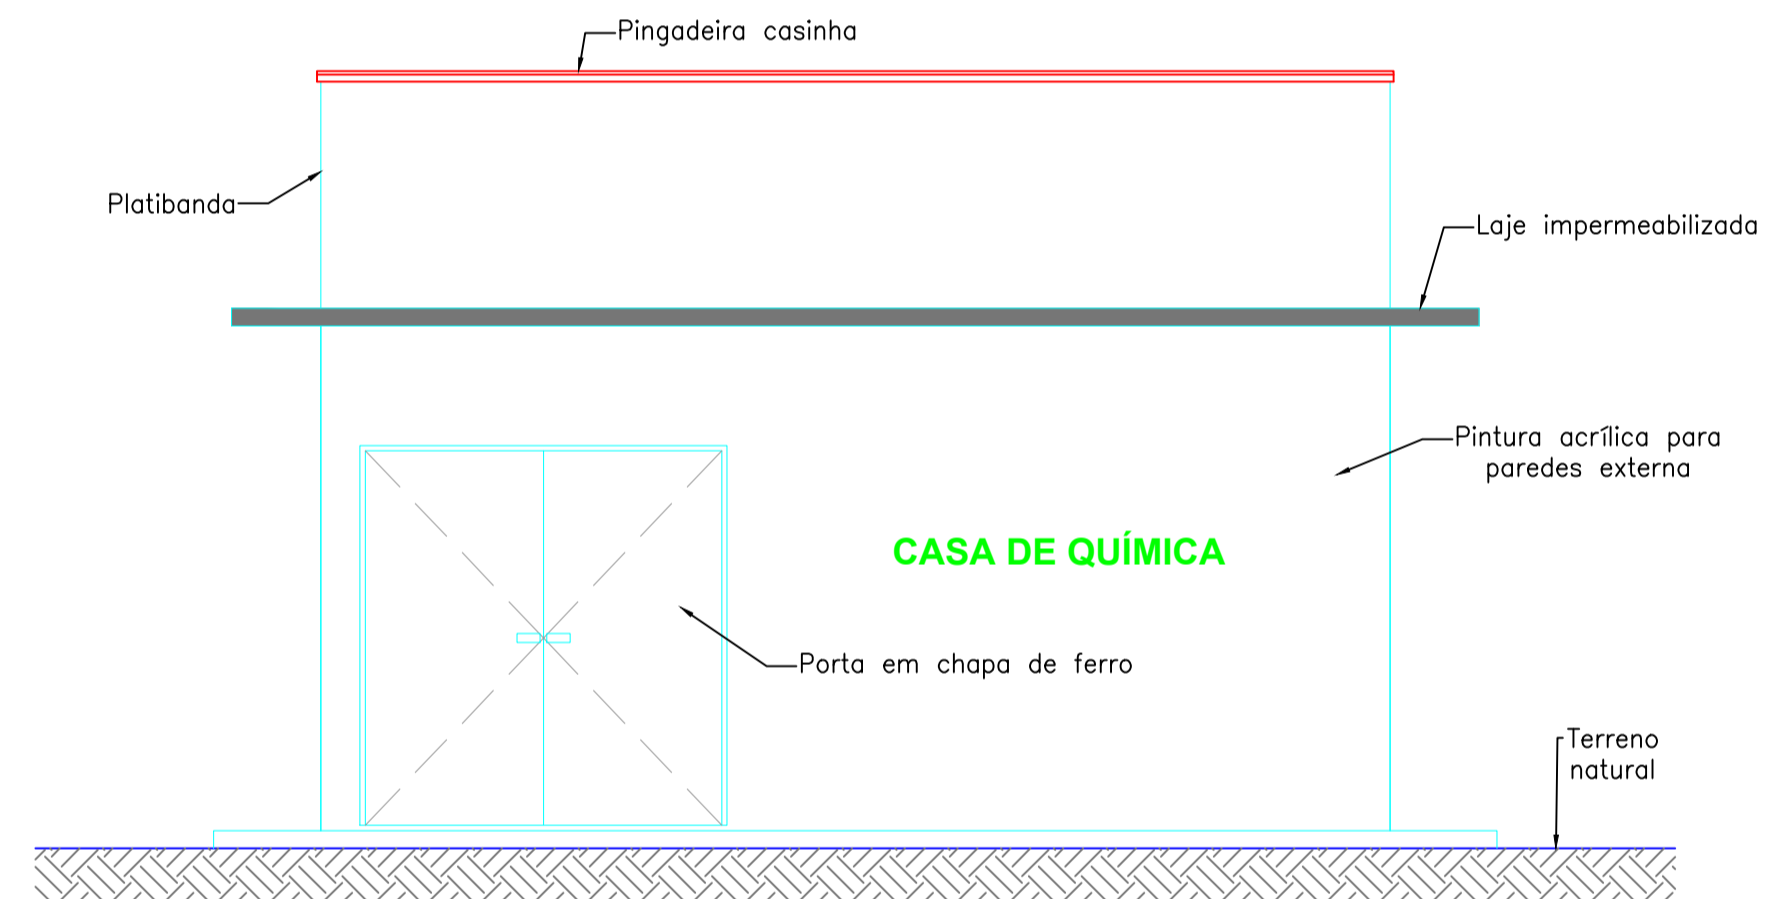 Pingadeira casinha
Platibanda
Laje impermeabilizada
Pintura acrílica para
paredes externa
CASA DE QUÍMICA
Porta em chapa de ferro
Terreno
natural